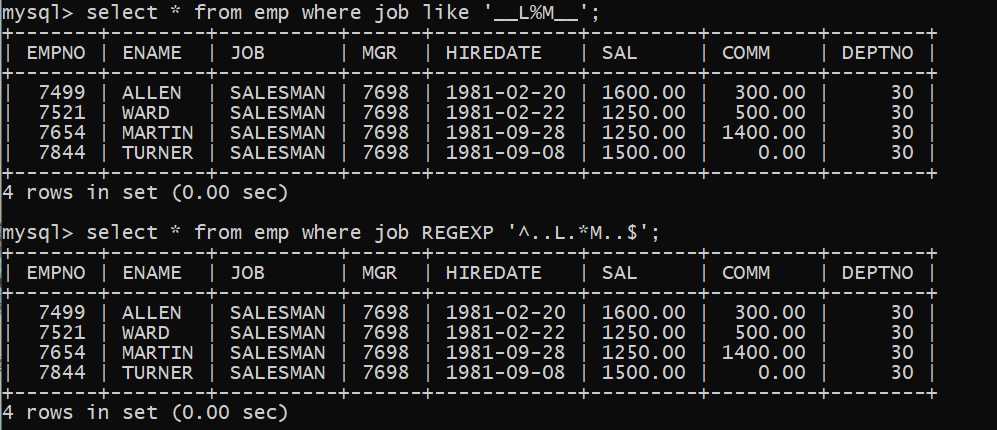 mysql> select * from emp where job like '__L%M__';
+-------+--------+----------+------+------------+---------+---------+--------+
| EMPNO | ENAME  | JOB      | MGR  | HIREDATE   | SAL     | COMM    | DEPTNO |
+-------+--------+----------+------+------------+---------+---------+--------+
|  7499 | ALLEN  | SALESMAN | 7698 | 1981-02-20 | 1600.00 |  300.00 |     30 |
|  7521 | WARD   | SALESMAN | 7698 | 1981-02-22 | 1250.00 |  500.00 |     30 |
|  7654 | MARTIN | SALESMAN | 7698 | 1981-09-28 | 1250.00 | 1400.00 |     30 |
|  7844 | TURNER | SALESMAN | 7698 | 1981-09-08 | 1500.00 |    0.00 |     30 |
+-------+--------+----------+------+------------+---------+---------+--------+
4 rows in set (0.00 sec)
mysql> select * from emp where job REGEXP '^..L.*M..$';
+-------+--------+----------+------+------------+---------+---------+--------+
| EMPNO | ENAME  | JOB      | MGR  | HIREDATE   | SAL     | COMM    | DEPTNO |
+-------+--------+----------+------+------------+---------+---------+--------+
|  7499 | ALLEN  | SALESMAN | 7698 | 1981-02-20 | 1600.00 |  300.00 |     30 |
|  7521 | WARD   | SALESMAN | 7698 | 1981-02-22 | 1250.00 |  500.00 |     30 |
|  7654 | MARTIN | SALESMAN | 7698 | 1981-09-28 | 1250.00 | 1400.00 |     30 |
|  7844 | TURNER | SALESMAN | 7698 | 1981-09-08 | 1500.00 |    0.00 |     30 |
+-------+--------+----------+------+------------+---------+---------+--------+
4 rows in set (0.00 sec)